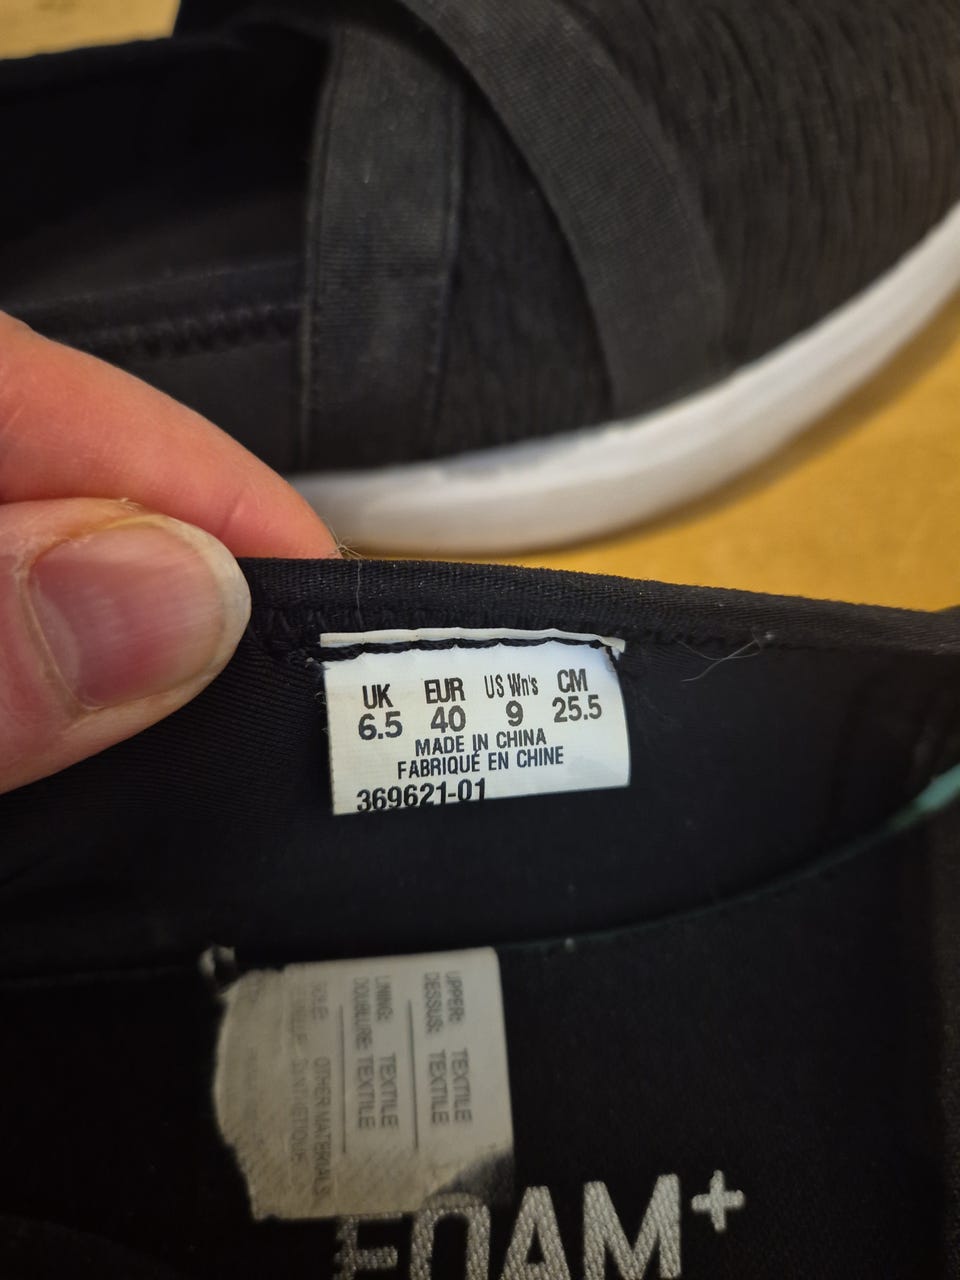 UK EUR US Wn's CM
6.5 40 9 25.5
MADE IN CHINA
FABRIQUÉ EN CHINE
369621-01
UPPER: TEXTILE
DESSUS: TEXTILE
LINING: TEXTILE
DOUBLURE: TEXTILE
OTHER MATERIALS
FOAM+